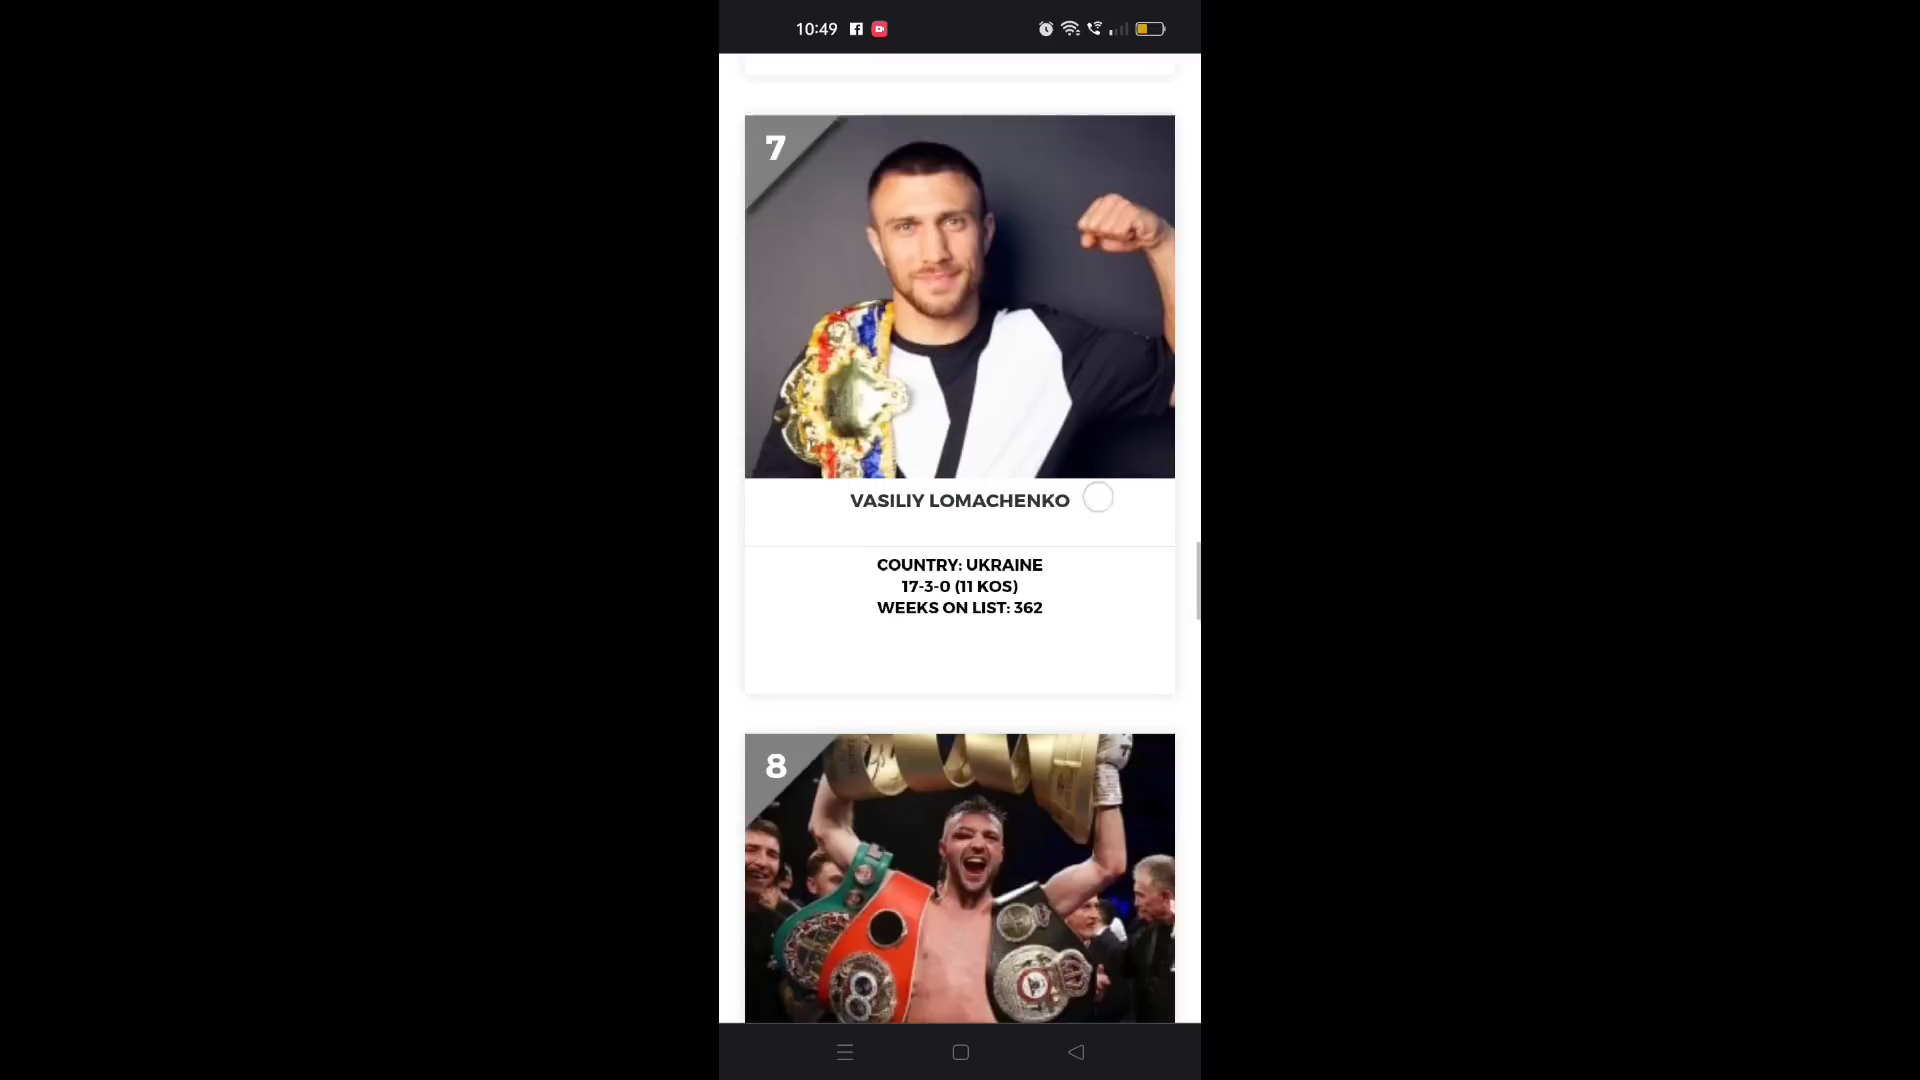 10:49
7
VASILIY LOMACHENKO
COUNTRY: UKRAINE
17-3-0 (11 KOS)
WEEKS ON LIST: 362
8